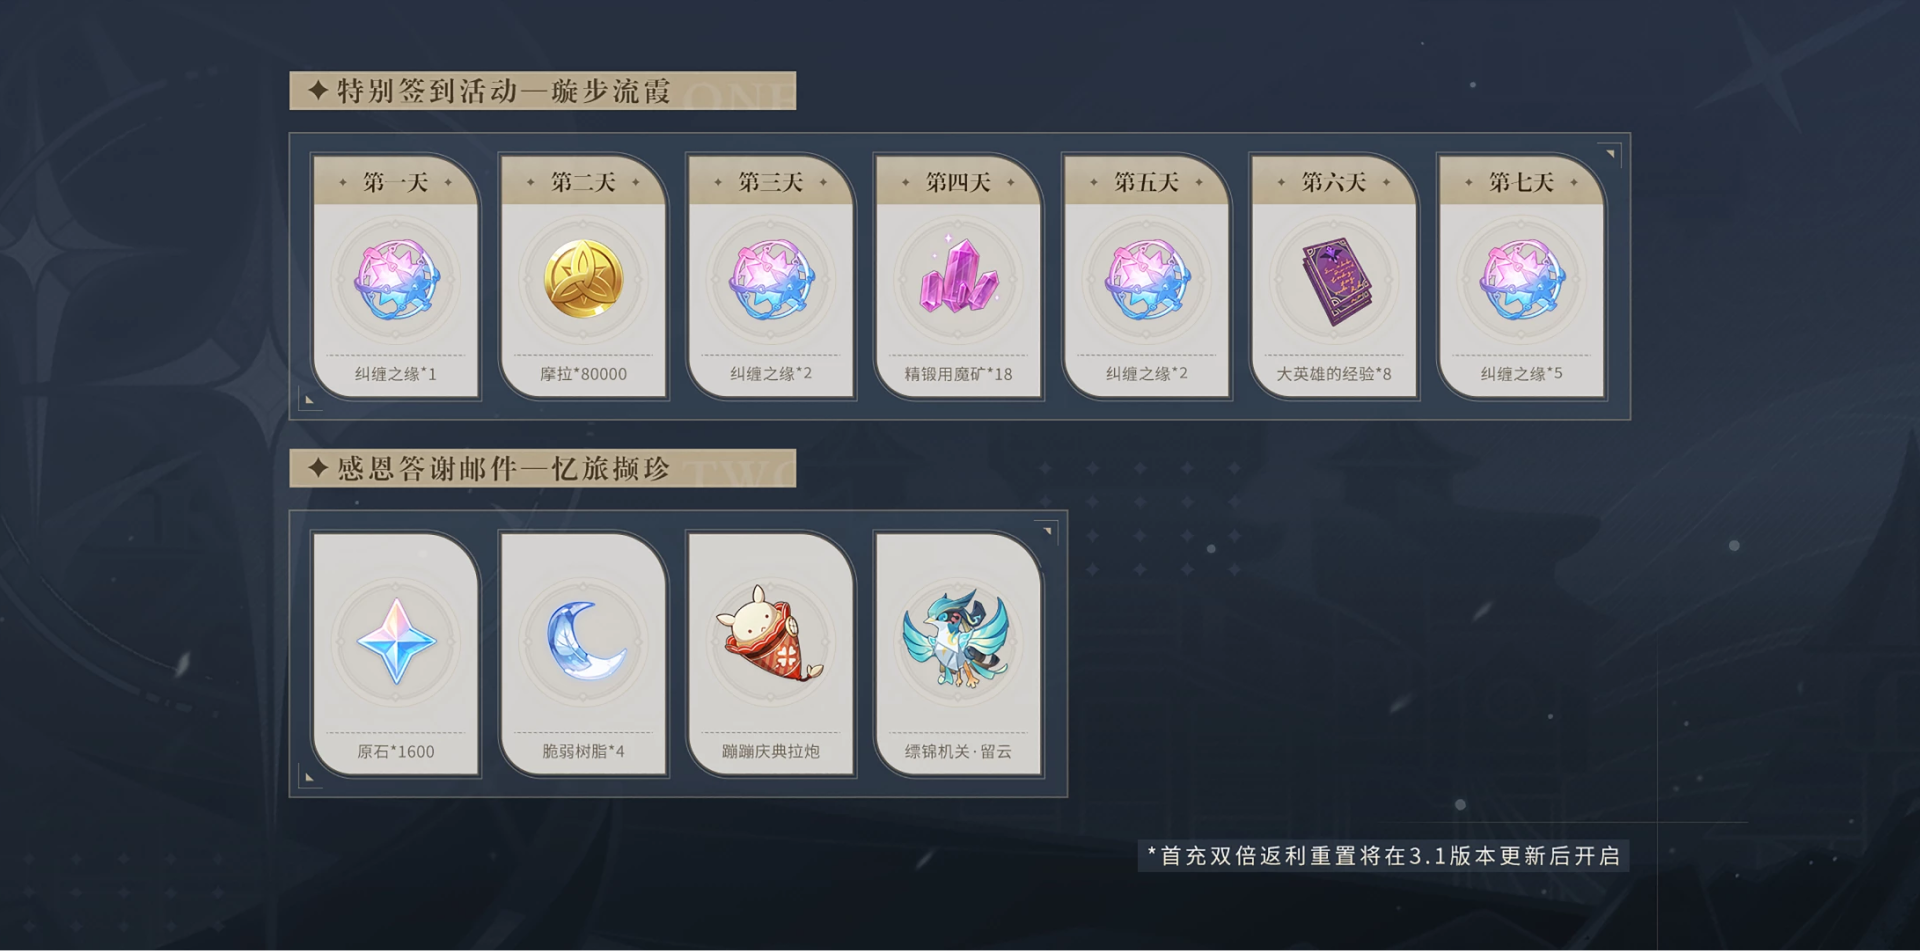 特别签到活动—璇步流霞 ONE
第一天
第二天
第三天
第四天
第五天
第六天
第七天
纠缠之缘*1
摩拉*80000
纠缠之缘*2
精锻用魔矿*18
纠缠之缘*2
大英雄的经验*8
纠缠之缘*5
感恩答谢邮件—忆旅撷珍 TWO
原石*1600
脆弱树脂*4
蹦蹦庆典拉炮
缥锦机关·留云
*首充双倍返利重置将在3.1版本更新后开启